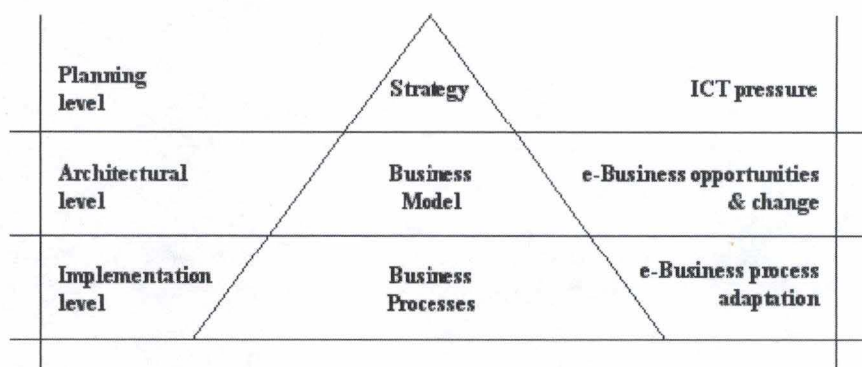 Planning
level
Strategy
ICT pressure
Architectural
level
Business
Model
e-Business opportunities
& change
Implementation
level
Business
Processes
e-Business process
adaptation